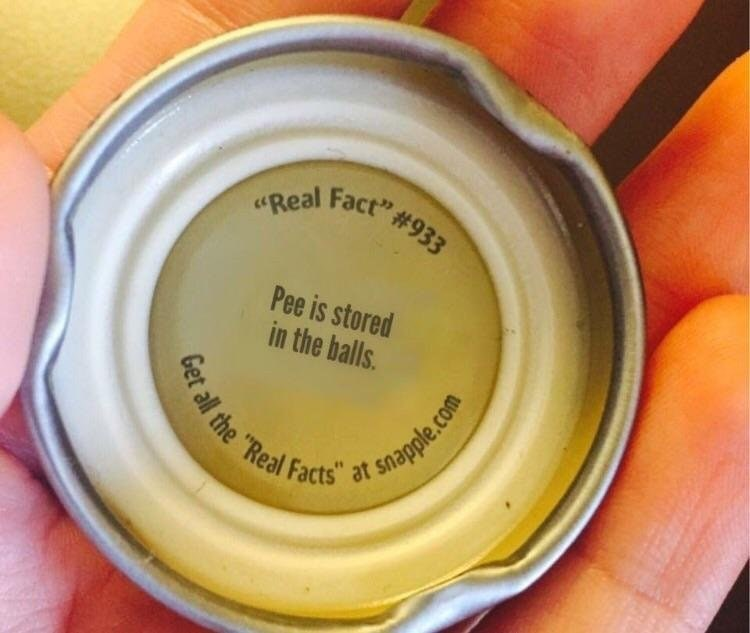 "Real Fact" #933
Pee is stored
in the balls.
Get all the "Real Facts" at snapple.com